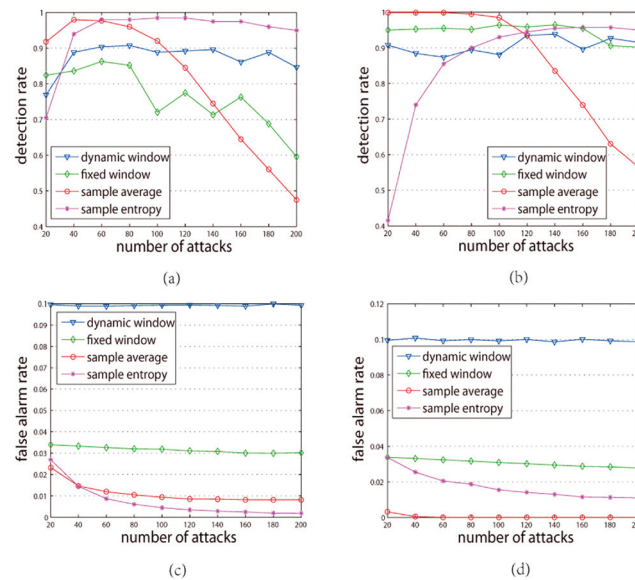 1
0.9
0.8
0.7
0.6
0.5
0.4
20 40 60 80 100 120 140 160 180 200
detection rate
number of attacks
dynamic window
fixed window
sample average
sample entropy
(a)
1
0.9
0.8
0.7
0.6
0.5
0.4
20 40 60 80 100 120 140 160 180 200
detection rate
number of attacks
dynamic window
fixed window
sample average
sample entropy
(b)
0.1
0.09
0.08
0.07
0.06
0.05
0.04
0.03
0.02
0.01
0
20 40 60 80 100 120 140 160 180 200
false alarm rate
number of attacks
dynamic window
fixed window
sample average
sample entropy
(c)
0.12
0.1
0.08
0.06
0.04
0.02
0
20 40 60 80 100 120 140 160 180 200
false alarm rate
number of attacks
dynamic window
fixed window
sample average
sample entropy
(d)